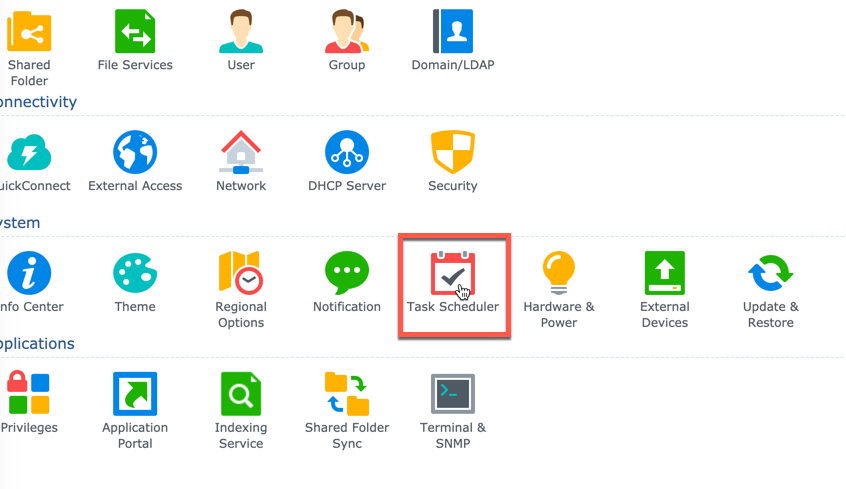 Shared
Folder
File Services
User
Group
Domain/LDAP
onnectivity
uickConnect
External Access
Network
DHCP Server
Security
ystem
nfo Center
Theme
Regional
Options
Notification
Task Scheduler
Hardware &
Power
External
Devices
Update &
Restore
pplications
Privileges
Application
Portal
Indexing
Service
Shared Folder
Sync
Terminal &
SNMP